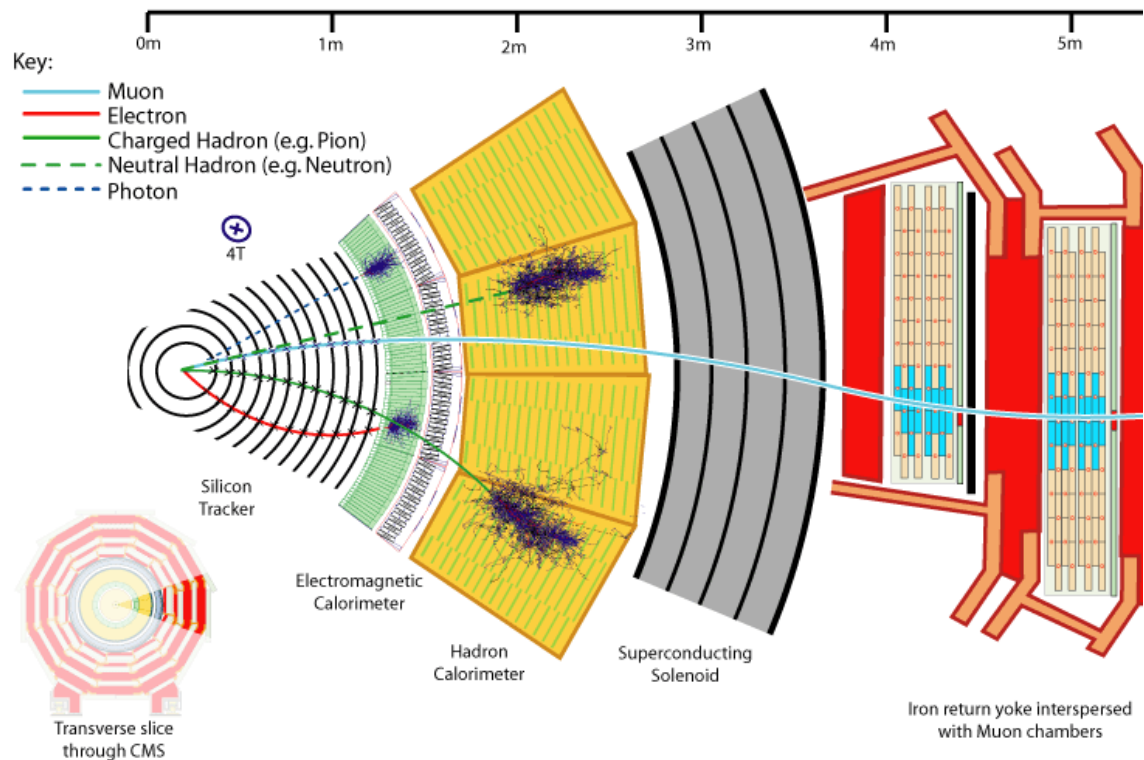 0m
1m
2m
3m
4m
5m
Key:
Muon
Electron
Charged Hadron (e.g. Pion)
Neutral Hadron (e.g. Neutron)
Photon
4T
Silicon
Tracker
Electromagnetic
Calorimeter
Hadron
Calorimeter
Superconducting
Solenoid
Iron return yoke interspersed
with Muon chambers
Transverse slice
through CMS